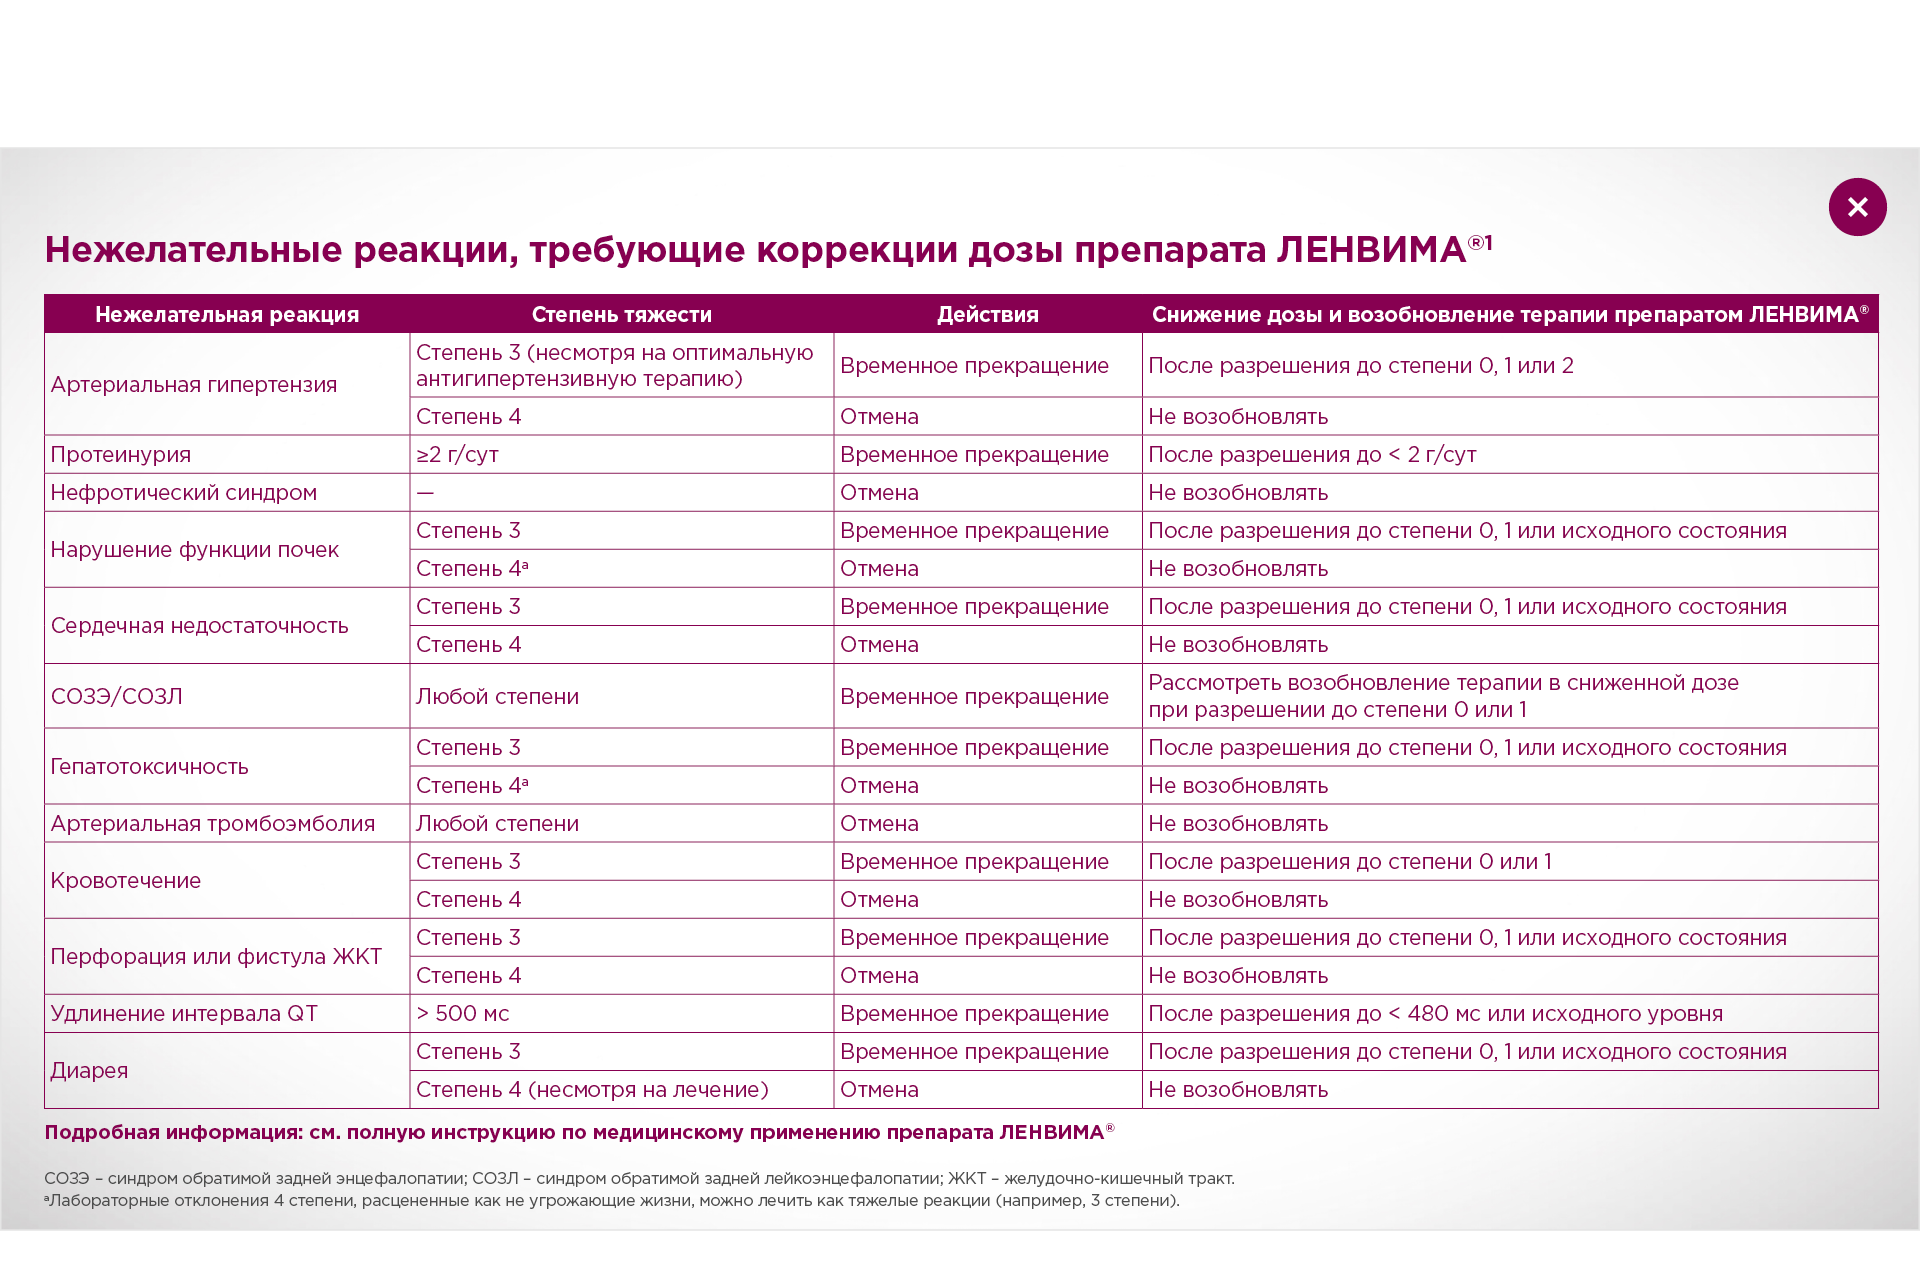 Нежелательные реакции, требующие коррекции дозы препарата ЛЕНВИМА®¹
Нежелательная реакция Степень тяжести Действия Снижение дозы и возобновление терапии препаратом ЛЕНВИМА®
Артериальная гипертензия
Степень 3 (несмотря на оптимальную
антигипертензивную терапию)
Временное прекращение После разрешения до степени 0, 1 или 2
Степень 4 Отмена Не возобновлять
Протеинурия ≥2 г/сут Временное прекращение После разрешения до < 2 г/сут
Нефротический синдром — Отмена Не возобновлять
Нарушение функции почек
Степень 3 Временное прекращение После разрешения до степени 0, 1 или исходного состояния
Степень 4ᵃ Отмена Не возобновлять
Сердечная недостаточность
Степень 3 Временное прекращение После разрешения до степени 0, 1 или исходного состояния
Степень 4 Отмена Не возобновлять
СОЗЭ/СОЗЛ Любой степени Временное прекращение
Рассмотреть возобновление терапии в сниженной дозе
при разрешении до степени 0 или 1
Гепатотоксичность
Степень 3 Временное прекращение После разрешения до степени 0, 1 или исходного состояния
Степень 4ᵃ Отмена Не возобновлять
Артериальная тромбоэмболия Любой степени Отмена Не возобновлять
Кровотечение
Степень 3 Временное прекращение После разрешения до степени 0 или 1
Степень 4 Отмена Не возобновлять
Перфорация или фистула ЖКТ
Степень 3 Временное прекращение После разрешения до степени 0, 1 или исходного состояния
Степень 4 Отмена Не возобновлять
Удлинение интервала QT > 500 мс Временное прекращение После разрешения до < 480 мс или исходного уровня
Диарея
Степень 3 Временное прекращение После разрешения до степени 0, 1 или исходного состояния
Степень 4 (несмотря на лечение) Отмена Не возобновлять
Подробная информация: см. полную инструкцию по медицинскому применению препарата ЛЕНВИМА®
СОЗЭ – синдром обратимой задней энцефалопатии; СОЗЛ – синдром обратимой задней лейкоэнцефалопатии; ЖКТ – желудочно-кишечный тракт.
ᵃЛабораторные отклонения 4 степени, расцененные как не угрожающие жизни, можно лечить как тяжелые реакции (например, 3 степени).